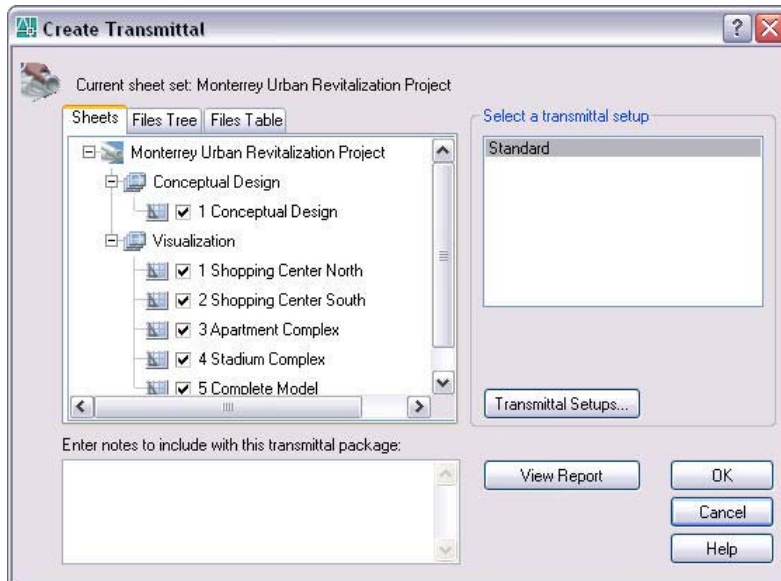 Create Transmittal
Current sheet set: Monterrey Urban Revitalization Project
Sheets Files Tree Files Table
Monterrey Urban Revitalization Project
Conceptual Design
1 Conceptual Design
Visualization
1 Shopping Center North
2 Shopping Center South
3 Apartment Complex
4 Stadium Complex
5 Complete Model
Select a transmittal setup
Standard
Transmittal Setups...
Enter notes to include with this transmittal package:
View Report
OK
Cancel
Help